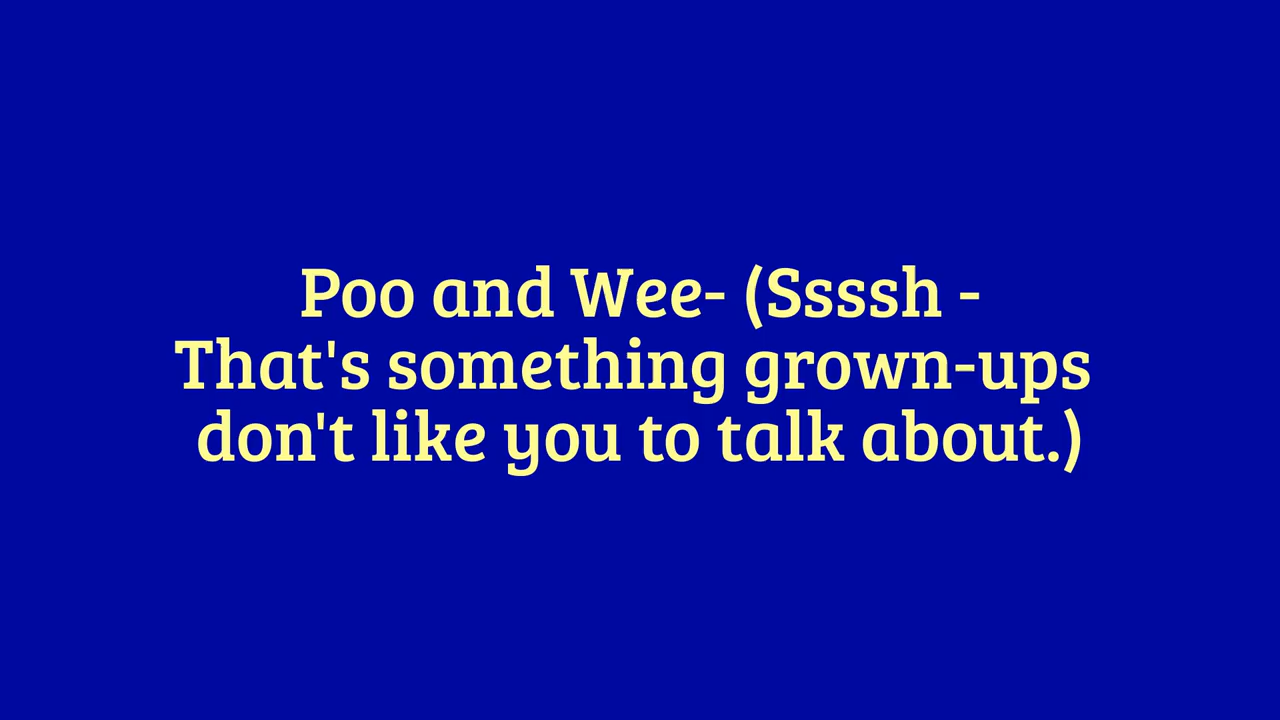 Poo and Wee- (Ssssh -
That's something grown-ups
don't like you to talk about.)